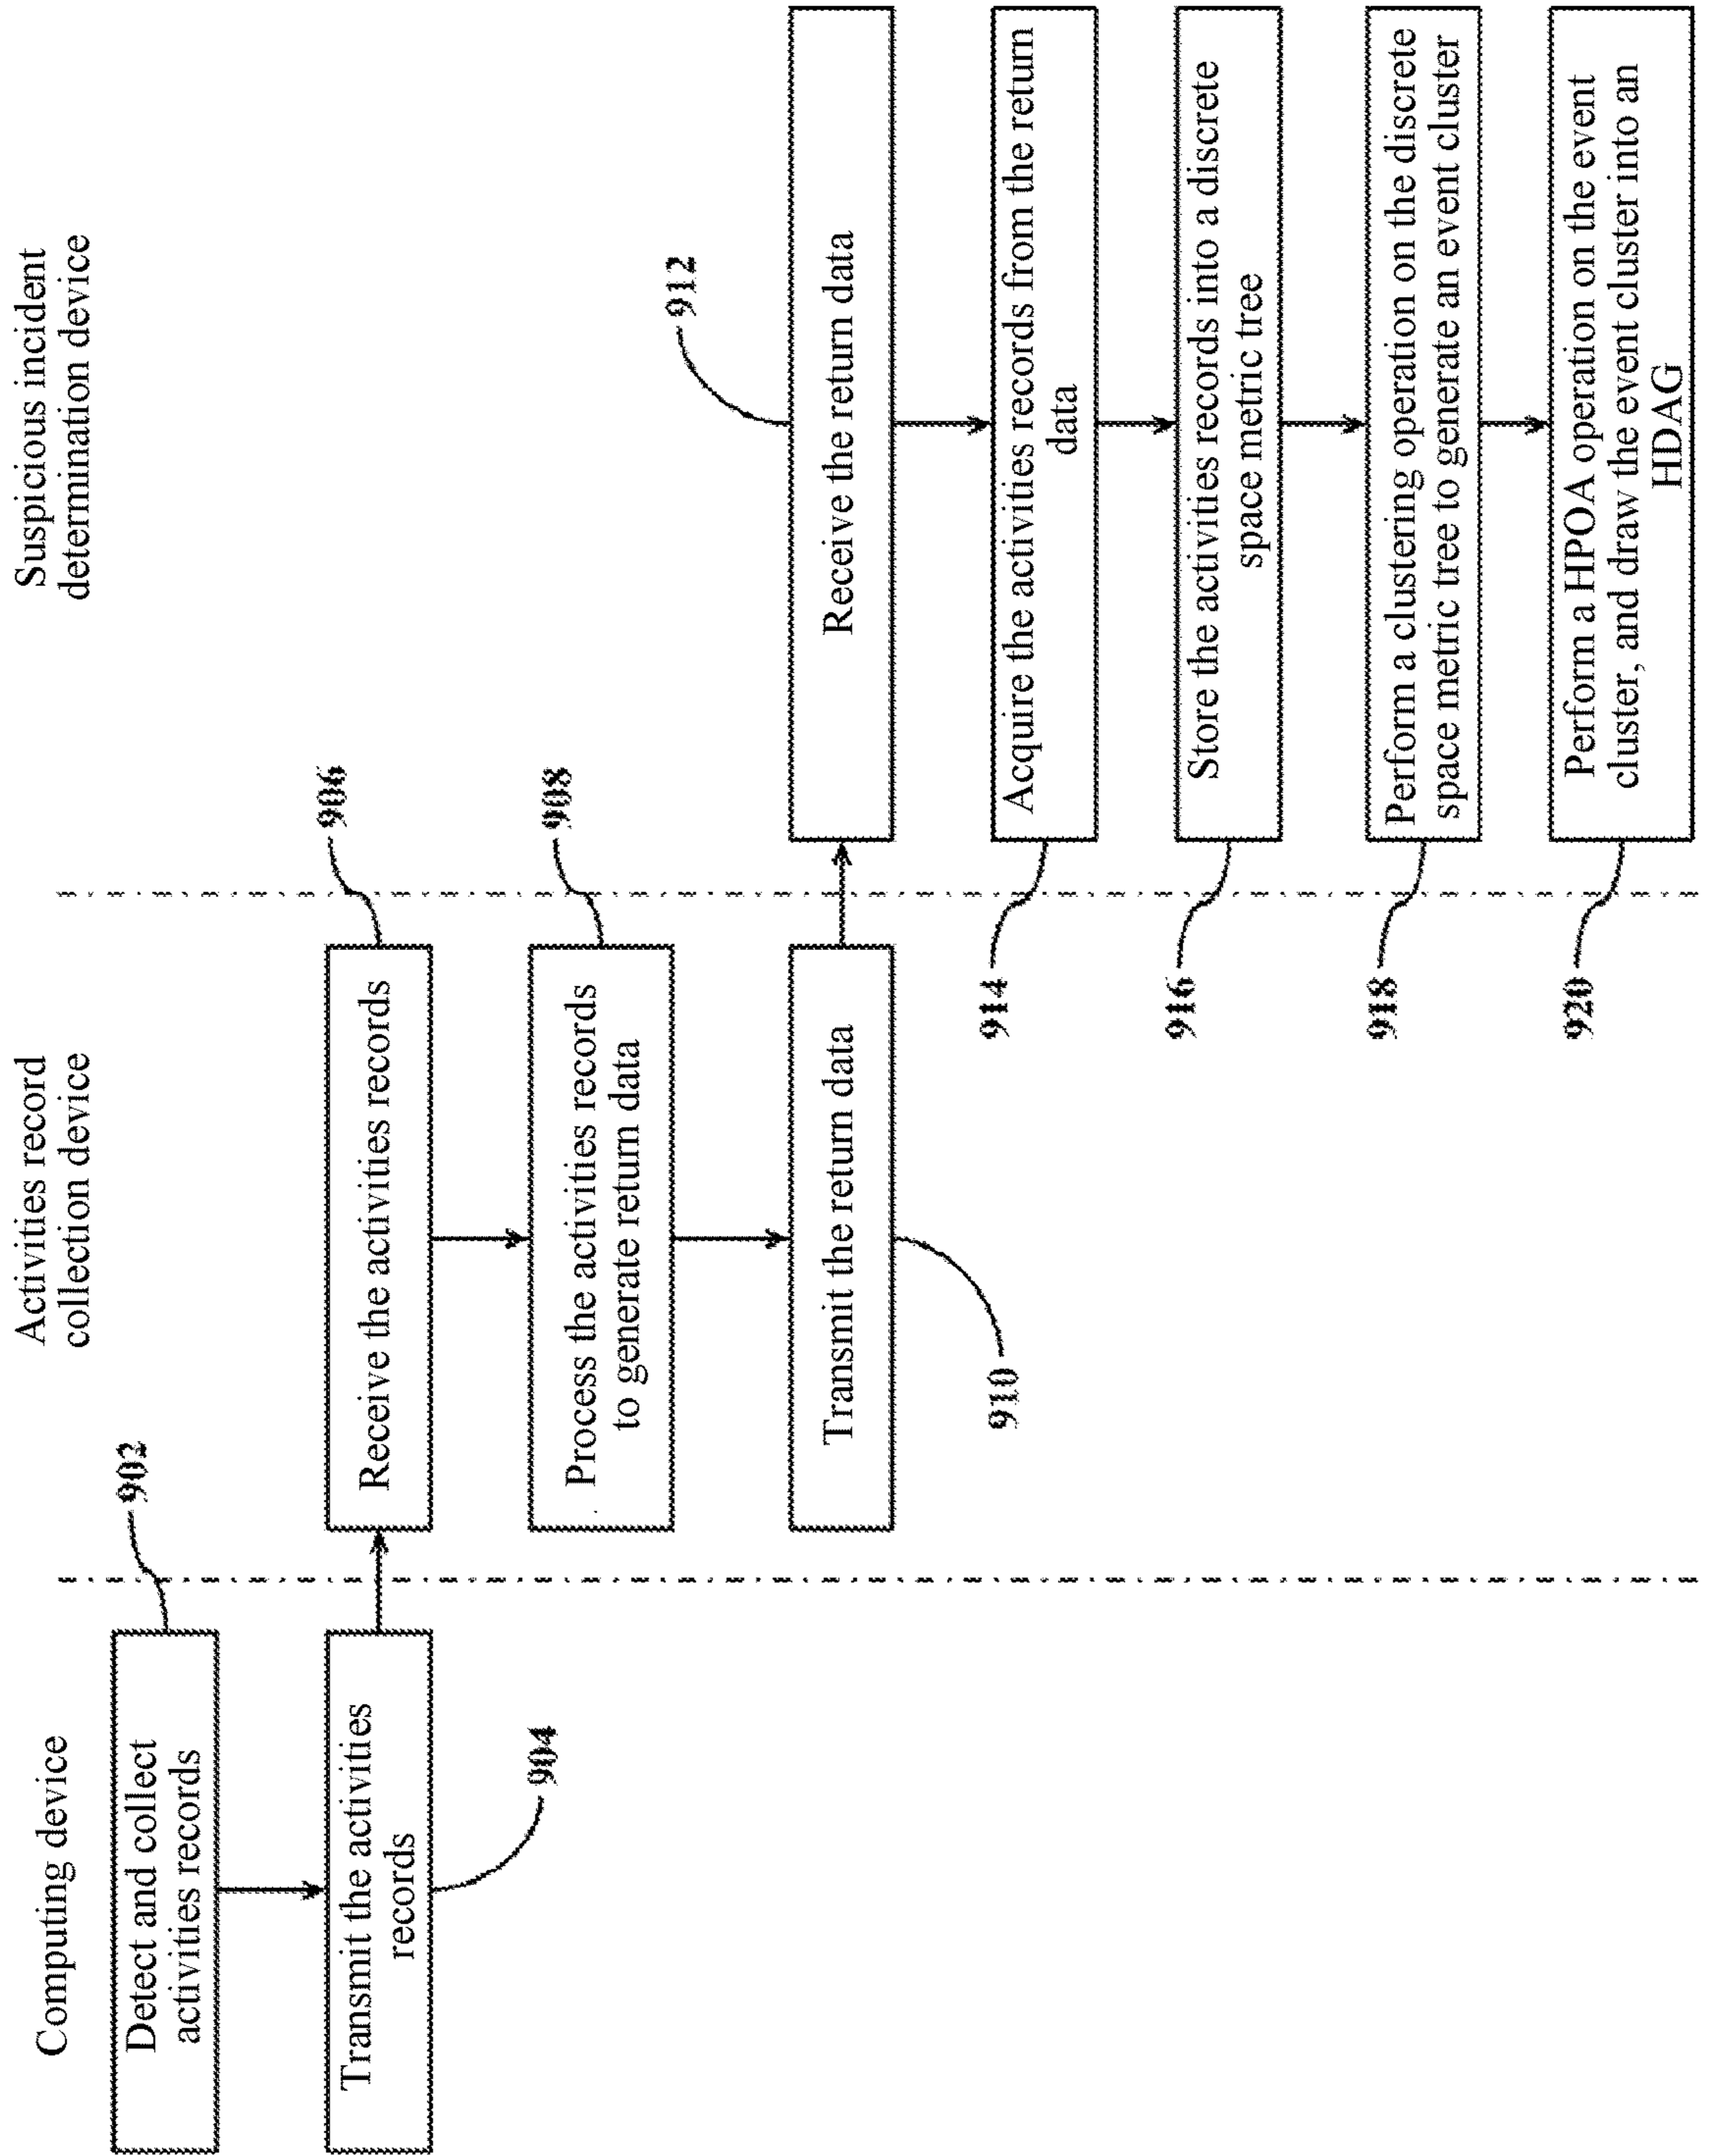 Computing device
Activities record
collection device
Suspicious incident
determination device
Detect and collect
activities records
902
Transmit the activities
records
904
Receive the activities records
906
Process the activities records
to generate return data
908
Transmit the return data
910
Receive the return data
912
Acquire the activities records from the return
data
914
Store the activities records into a discrete
space metric tree
916
Perform a clustering operation on the discrete
space metric tree to generate an event cluster
918
Perform a HPOA operation on the event
cluster, and draw the event cluster into an
HDAG
920